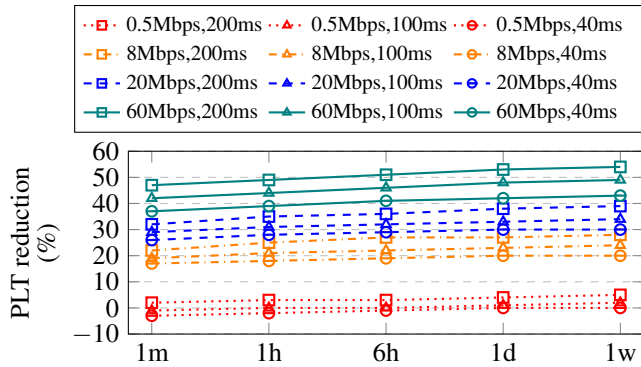 0.5Mbps,200ms 0.5Mbps,100ms 0.5Mbps,40ms
8Mbps,200ms 8Mbps,100ms 8Mbps,40ms
20Mbps,200ms 20Mbps,100ms 20Mbps,40ms
60Mbps,200ms 60Mbps,100ms 60Mbps,40ms
PLT reduction
(%)
60
50
40
30
20
10
0
−10
1m 1h 6h 1d 1w